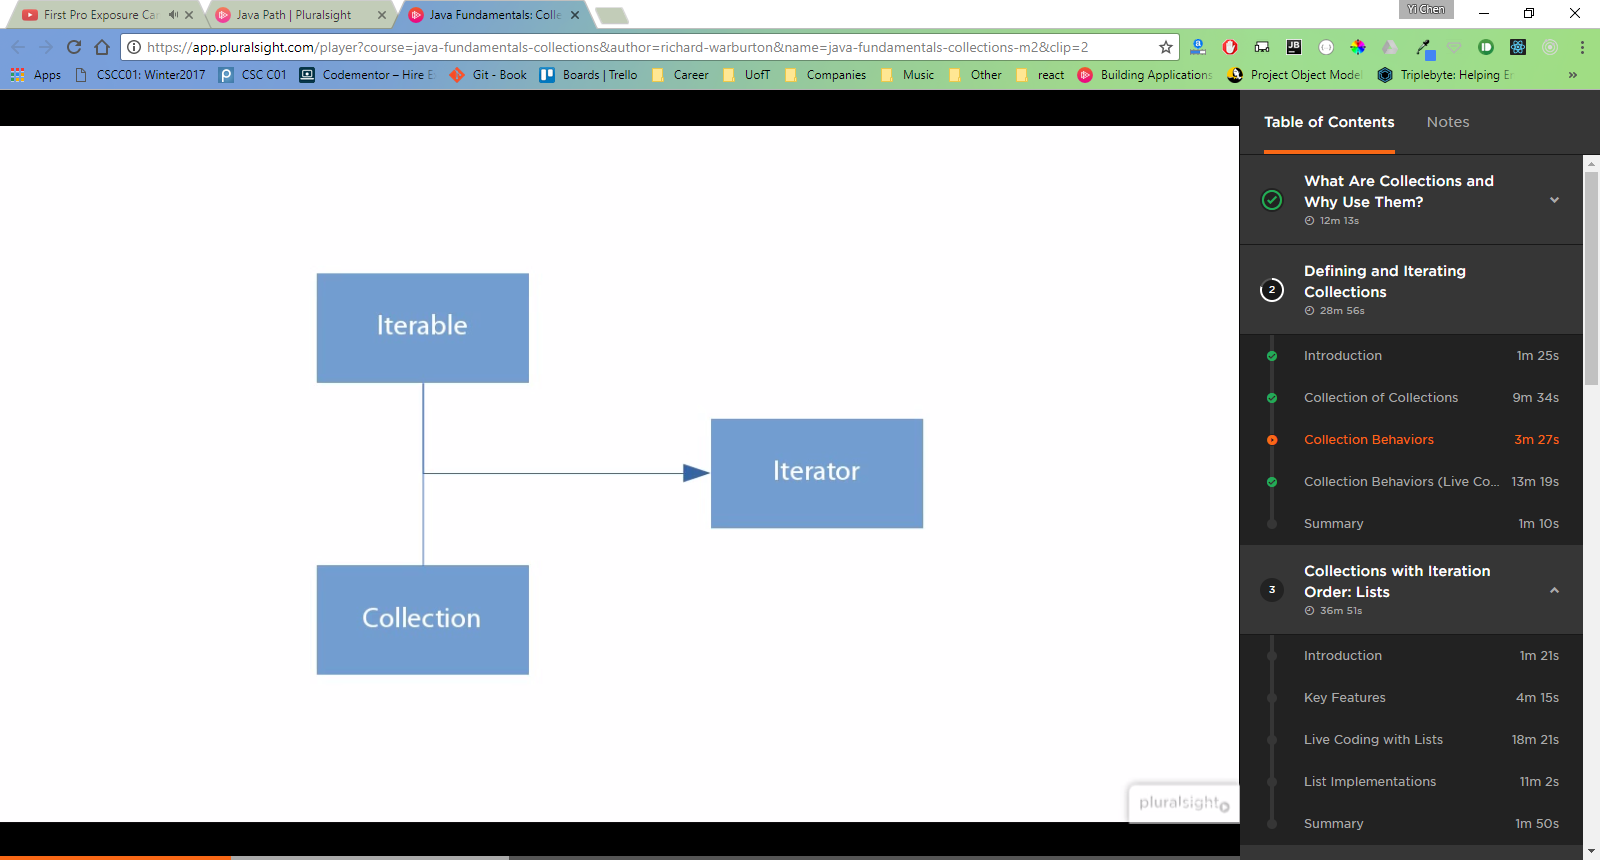 First Pro Exposure Ca
Java Path | Pluralsight
Java Fundamentals: Colle
Yi Chen
https://app.pluralsight.com/player?course=java-fundamentals-collections&author=richard-warburton&name=java-fundamentals-collections-m2&clip=2
Apps
CSCC01: Winter2017
CSC C01
Codementor – Hire E
Git - Book
Boards | Trello
Career
UofT
Companies
Music
Other
react
Building Applications
Project Object Model
Triplebyte: Helping E
»
Iterable
Iterator
Collection
pluralsight
Table of Contents
Notes
What Are Collections and
Why Use Them?
12m 13s
2
Defining and Iterating
Collections
28m 56s
Introduction 1m 25s
Collection of Collections 9m 34s
Collection Behaviors 3m 27s
Collection Behaviors (Live Co... 13m 19s
Summary 1m 10s
3
Collections with Iteration
Order: Lists
36m 51s
Introduction 1m 21s
Key Features 4m 15s
Live Coding with Lists 18m 21s
List Implementations 11m 2s
Summary 1m 50s